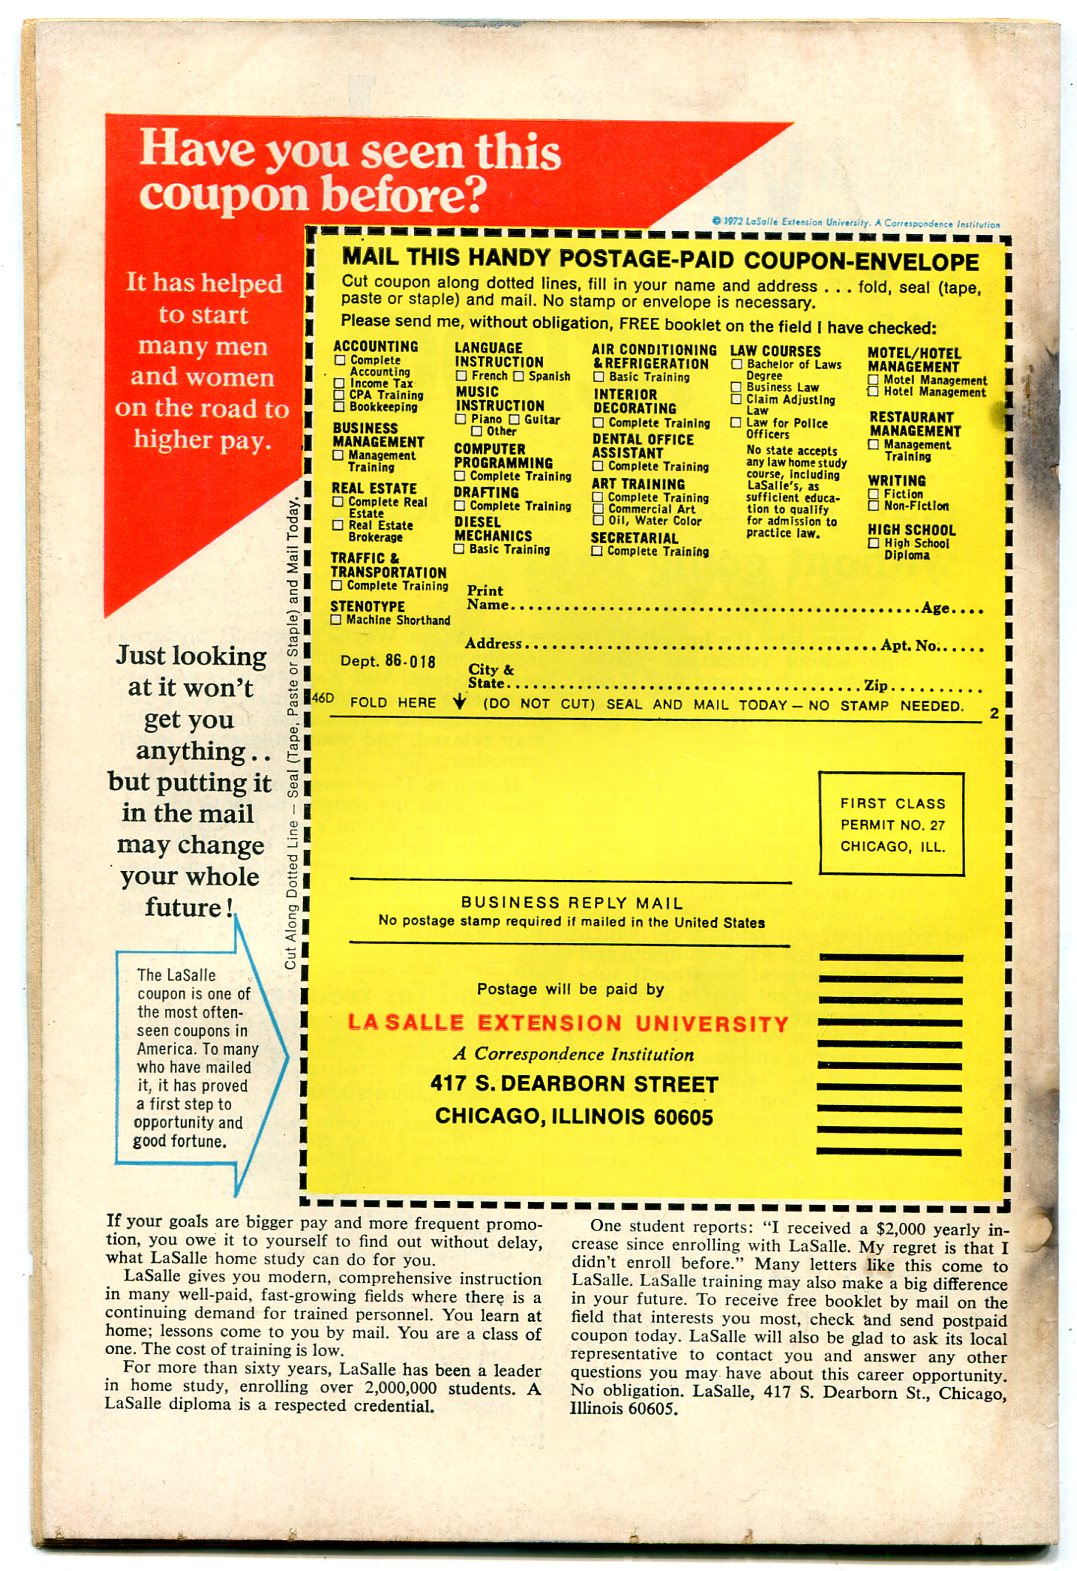 Have you seen this
coupon before?
It has helped
to start
many men
and women
on the road to
higher pay.
© 1972 LaSalle Extension University. A Correspondence Institution
MAIL THIS HANDY POSTAGE-PAID COUPON-ENVELOPE
Cut coupon along dotted lines, fill in your name and address . . . fold, seal (tape,
paste or staple) and mail. No stamp or envelope is necessary.
Please send me, without obligation, FREE booklet on the field I have checked:
ACCOUNTING
☐ Complete
Accounting
☐ Income Tax
☐ CPA Training
☐ Bookkeeping
BUSINESS
MANAGEMENT
☐ Management
Training
REAL ESTATE
☐ Complete Real
Estate
☐ Real Estate
Brokerage
TRAFFIC &
TRANSPORTATION
☐ Complete Training
STENOTYPE
☐ Machine Shorthand
LANGUAGE
INSTRUCTION
☐ French ☐ Spanish
MUSIC
INSTRUCTION
☐ Piano ☐ Guitar
☐ Other
COMPUTER
PROGRAMMING
☐ Complete Training
DRAFTING
☐ Complete Training
DIESEL
MECHANICS
☐ Basic Training
AIR CONDITIONING
& REFRIGERATION
☐ Basic Training
INTERIOR
DECORATING
☐ Complete Training
DENTAL OFFICE
ASSISTANT
☐ Complete Training
ART TRAINING
☐ Complete Training
☐ Commercial Art
☐ Oil, Water Color
SECRETARIAL
☐ Complete Training
LAW COURSES
☐ Bachelor of Laws
Degree
☐ Business Law
☐ Claim Adjusting
Law
☐ Law for Police
Officers
No state accepts
any law home study
course, including
LaSalle's, as
sufficient educa-
tion to qualify
for admission to
practice law.
MOTEL/HOTEL
MANAGEMENT
☐ Motel Management
☐ Hotel Management
RESTAURANT
MANAGEMENT
☐ Management
Training
WRITING
☐ Fiction
☐ Non-Fiction
HIGH SCHOOL
☐ High School
Diploma
Print
Name........................................Age....
Address........................................Apt. No......
Dept. 86-018
City &
State........................................Zip..........
46D FOLD HERE ↓ (DO NOT CUT) SEAL AND MAIL TODAY — NO STAMP NEEDED. 2
Cut Along Dotted Line — Seal (Tape, Paste or Staple) and Mail Today.
FIRST CLASS
PERMIT NO. 27
CHICAGO, ILL.
BUSINESS REPLY MAIL
No postage stamp required if mailed in the United States
Postage will be paid by
LA SALLE EXTENSION UNIVERSITY
A Correspondence Institution
417 S. DEARBORN STREET
CHICAGO, ILLINOIS 60605
Just looking
at it won't
get you
anything . .
but putting it
in the mail
may change
your whole
future!
The LaSalle
coupon is one of
the most often-
seen coupons in
America. To many
who have mailed
it, it has proved
a first step to
opportunity and
good fortune.
If your goals are bigger pay and more frequent promo-
tion, you owe it to yourself to find out without delay,
what LaSalle home study can do for you.
LaSalle gives you modern, comprehensive instruction
in many well-paid, fast-growing fields where there is a
continuing demand for trained personnel. You learn at
home; lessons come to you by mail. You are a class of
one. The cost of training is low.
For more than sixty years, LaSalle has been a leader
in home study, enrolling over 2,000,000 students. A
LaSalle diploma is a respected credential.
One student reports: "I received a $2,000 yearly in-
crease since enrolling with LaSalle. My regret is that I
didn't enroll before." Many letters like this come to
LaSalle. LaSalle training may also make a big difference
in your future. To receive free booklet by mail on the
field that interests you most, check and send postpaid
coupon today. LaSalle will also be glad to ask its local
representative to contact you and answer any other
questions you may have about this career opportunity.
No obligation. LaSalle, 417 S. Dearborn St., Chicago,
Illinois 60605.